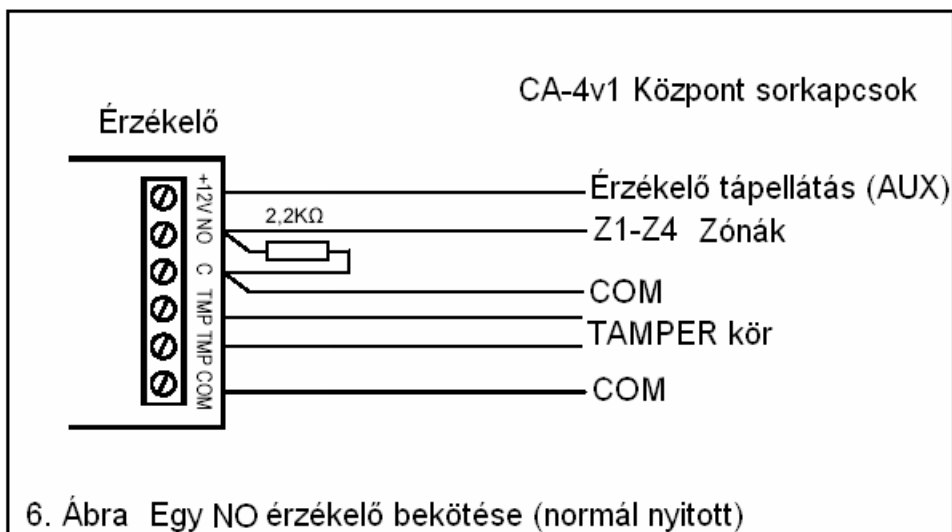 CA-4v1 Központ sorkapcsok
Érzékelő
+12V NO C TMP TMP COM
Érzékelő tápellátás (AUX)
2,2KΩ
Z1-Z4 Zónák
COM
TAMPER kör
COM
6. Ábra Egy NO érzékelő bekötése (normál nyitott)